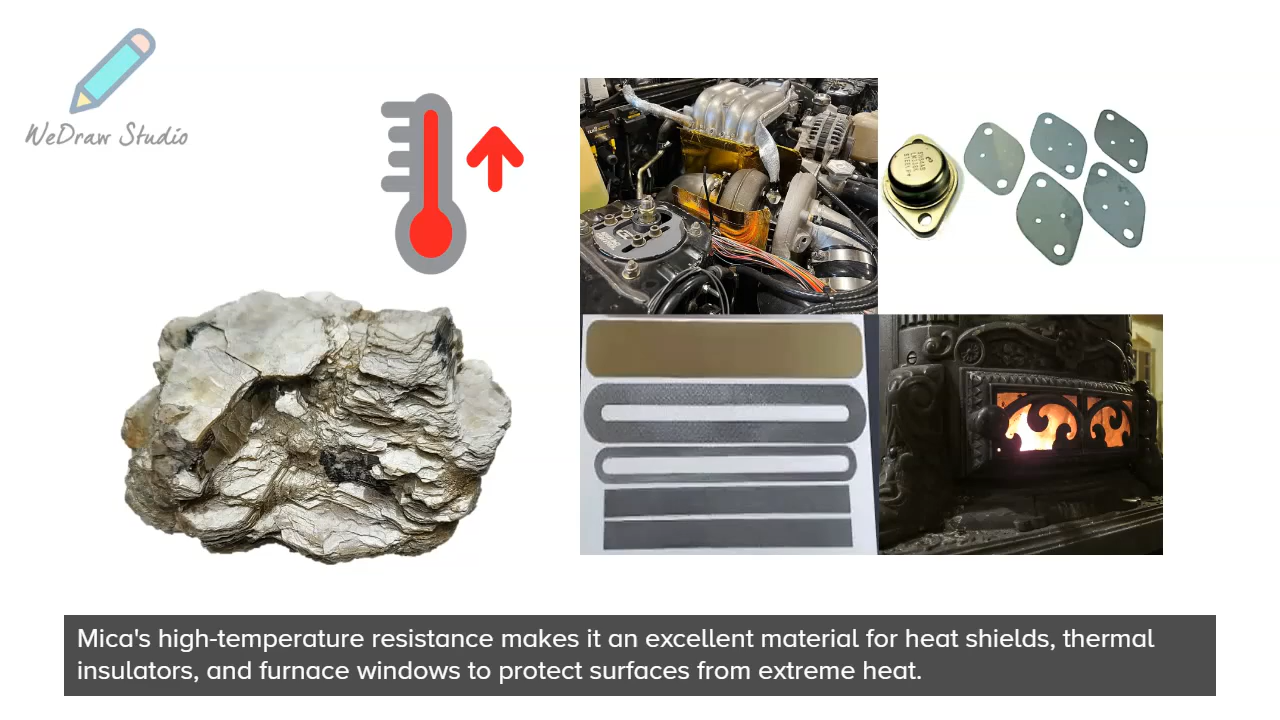 WeDraw Studio
Mica's high-temperature resistance makes it an excellent material for heat shields, thermal
insulators, and furnace windows to protect surfaces from extreme heat.